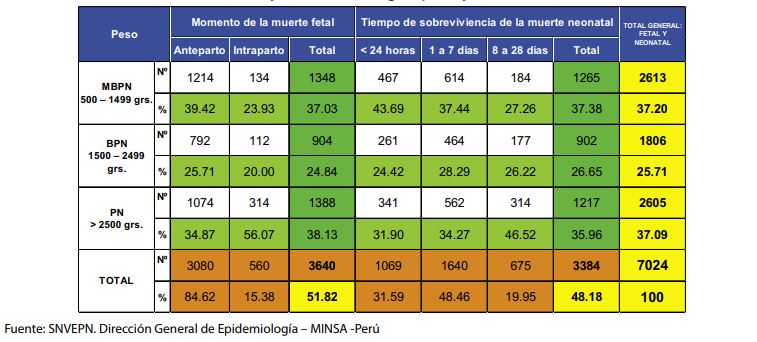 Peso Momento de la muerte fetal Tiempo de sobreviviencia de la muerte neonatal TOTAL GENERAL: FETAL Y NEONATAL
Anteparto Intraparto Total < 24 horas 1 a 7 días 8 a 28 días Total
MBPN 500 – 1499 grs. Nº 1214 134 1348 467 614 184 1265 2613
% 39.42 23.93 37.03 43.69 37.44 27.26 37.38 37.20
BPN 1500 – 2499 grs. Nº 792 112 904 261 464 177 902 1806
% 25.71 20.00 24.84 24.42 28.29 26.22 26.65 25.71
PN > 2500 grs. Nº 1074 314 1388 341 562 314 1217 2605
% 34.87 56.07 38.13 31.90 34.27 46.52 35.96 37.09
TOTAL Nº 3080 560 3640 1069 1640 675 3384 7024
% 84.62 15.38 51.82 31.59 48.46 19.95 48.18 100
Fuente: SNVEPN. Dirección General de Epidemiología – MINSA -Perú